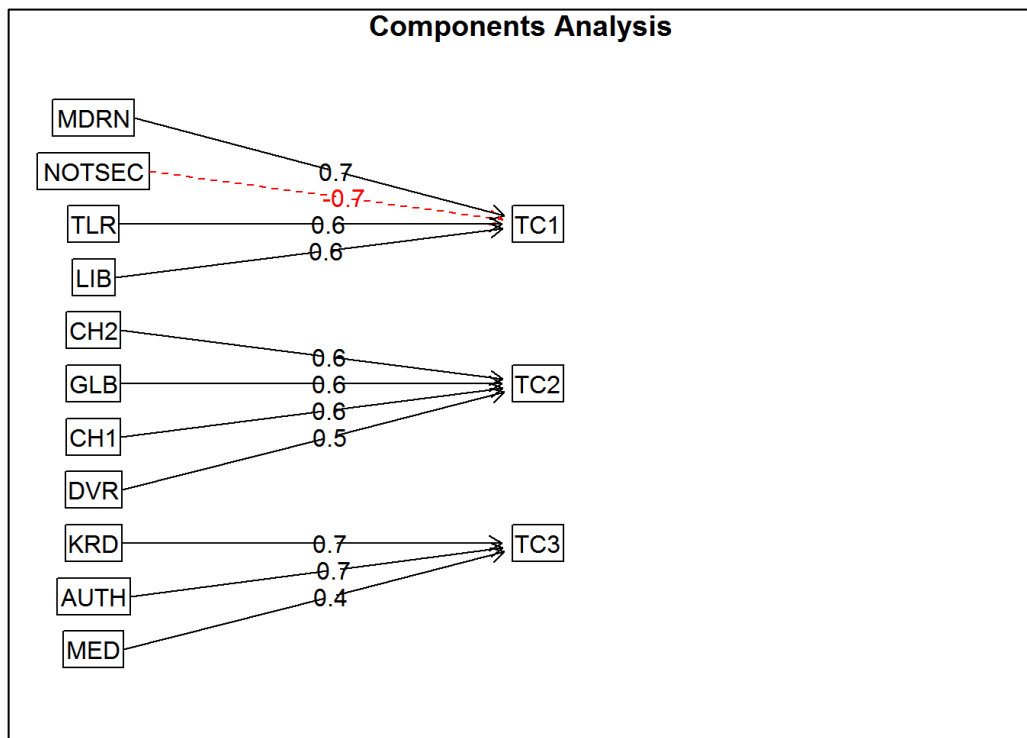 Components Analysis
MDRN
NOTSEC
0.7
-0.7
TLR
0.6
TC1
LIB
0.6
CH2
0.6
GLB
0.6
TC2
CH1
0.6
DVR
0.5
KRD
0.7
TC3
AUTH
0.7
MED
0.4